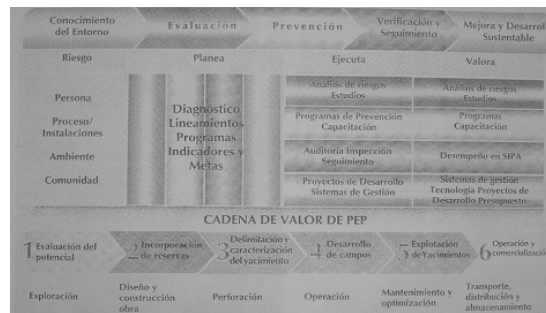 Conocimiento
del Entorno
Evaluación
Prevención
Verificación y
Seguimiento
Mejora y Desarrollo
Sustentable
Riesgo
Planea
Ejecuta
Valora
Persona
Proceso/
Instalaciones
Ambiente
Comunidad
Diagnóstico
Lineamientos
Programas
Indicadores y
Metas
Análisis de riesgos
Estudios
Programas de Prevención
Capacitación
Auditoría Inspección
Seguimiento
Proyectos de Desarrollo
Sistemas de Gestión
Análisis de riesgos
Estudios
Programas
Capacitación
Desempeño en SIPA
Sistemas de gestión
Tecnología Proyectos de
Desarrollo Presupuesto
CADENA DE VALOR DE PEP
1 Evaluación del
potencial
2 Incorporación
de reservas
3 Delimitación y
caracterización
del yacimiento
4 Desarrollo
de campos
5 Explotación
de Yacimientos
6 Operación y
comercialización
Exploración
Diseño y
construcción
obra
Perforación
Operación
Mantenimiento y
optimización
Transporte,
distribución y
almacenamiento